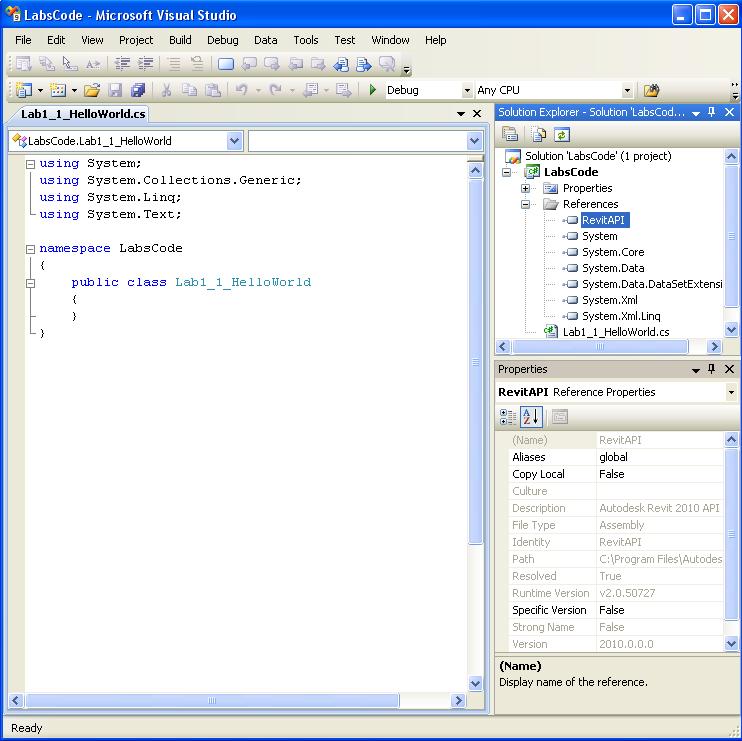 LabsCode - Microsoft Visual Studio
File Edit View Project Build Debug Data Tools Test Window Help
Debug Any CPU
Lab1_1_HelloWorld.cs
LabsCode.Lab1_1_HelloWorld
using System;
using System.Collections.Generic;
using System.Linq;
using System.Text;
namespace LabsCode
{
public class Lab1_1_HelloWorld
{
}
}
Solution Explorer - Solution 'LabsCod...
Solution 'LabsCode' (1 project)
LabsCode
Properties
References
RevitAPI
System
System.Core
System.Data
System.Data.DataSetExtensi
System.Xml
System.Xml.Linq
Lab1_1_HelloWorld.cs
Properties
RevitAPI Reference Properties
(Name) RevitAPI
Aliases global
Copy Local False
Culture
Description Autodesk Revit 2010 API
File Type Assembly
Identity RevitAPI
Path C:\Program Files\Autodes
Resolved True
Runtime Version v2.0.50727
Specific Version False
Strong Name False
Version 2010.0.0.0
(Name)
Display name of the reference.
Ready